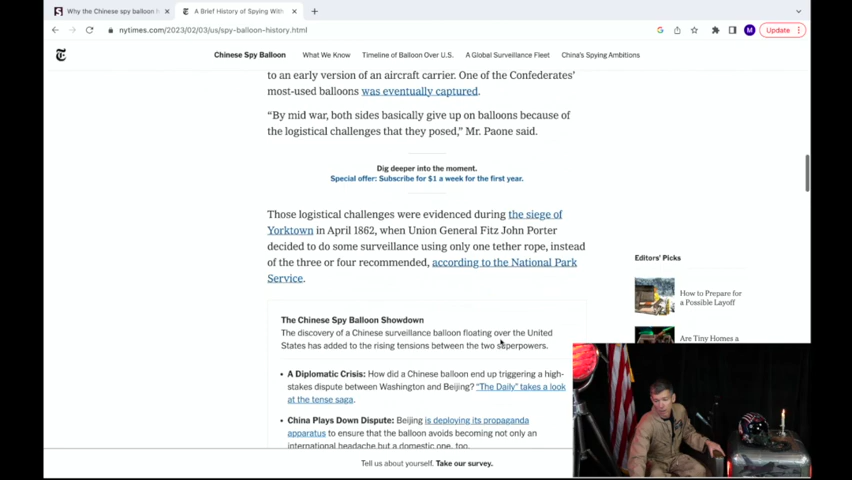 Why the Chinese spy balloon
A Brief History of Spying With
nytimes.com/2023/02/03/us/spy-balloon-history.html
Update
Chinese Spy Balloon What We Know Timeline of Balloon Over U.S. A Global Surveillance Fleet China's Spying Ambitions
to an early version of an aircraft carrier. One of the Confederates'
most-used balloons was eventually captured.
“By mid war, both sides basically give up on balloons because of
the logistical challenges that they posed,” Mr. Paone said.
Dig deeper into the moment.
Special offer: Subscribe for $1 a week for the first year.
Those logistical challenges were evidenced during the siege of
Yorktown in April 1862, when Union General Fitz John Porter
decided to do some surveillance using only one tether rope, instead
of the three or four recommended, according to the National Park
Service.
Editors' Picks
How to Prepare for
a Possible Layoff
Are Tiny Homes a
The Chinese Spy Balloon Showdown
The discovery of a Chinese surveillance balloon floating over the United
States has added to the rising tensions between the two superpowers.
• A Diplomatic Crisis: How did a Chinese balloon end up triggering a high-
stakes dispute between Washington and Beijing? “The Daily” takes a look
at the tense saga.
• China Plays Down Dispute: Beijing is deploying its propaganda
apparatus to ensure that the balloon avoids becoming not only an
international headache but a domestic one, too.
Tell us about yourself. Take our survey.